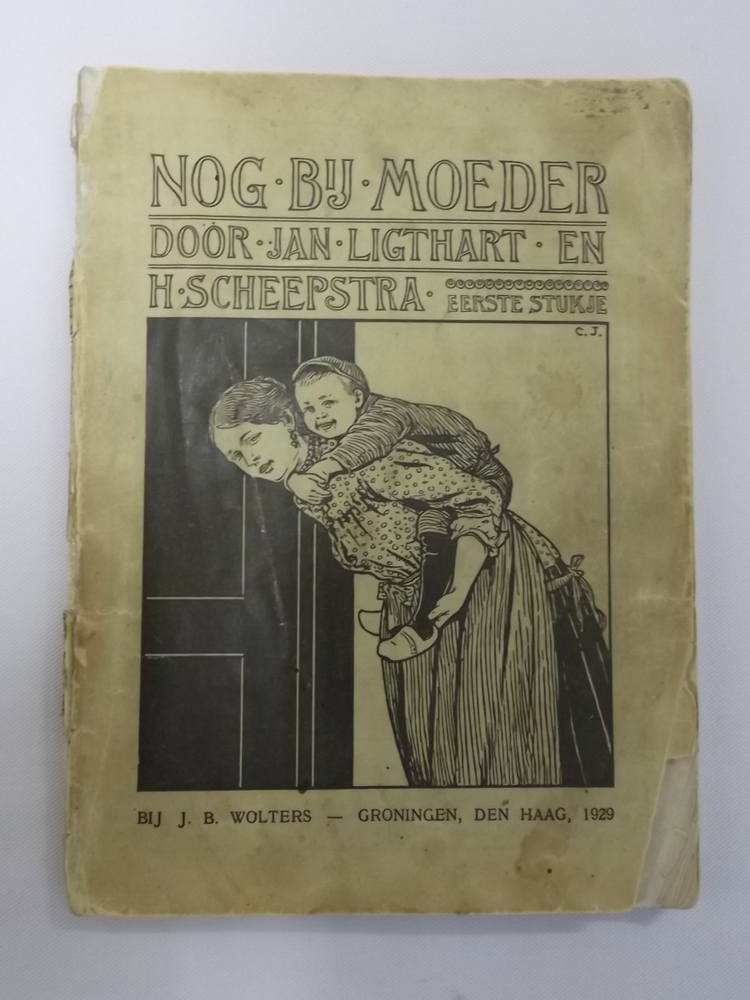 NOG·BIJ·MOEDER
DOOR·JAN·LIGTHART·EN
H·SCHEEPSTRA·
EERSTE STUKJE
C.J.
BIJ J. B. WOLTERS — GRONINGEN, DEN HAAG, 1929